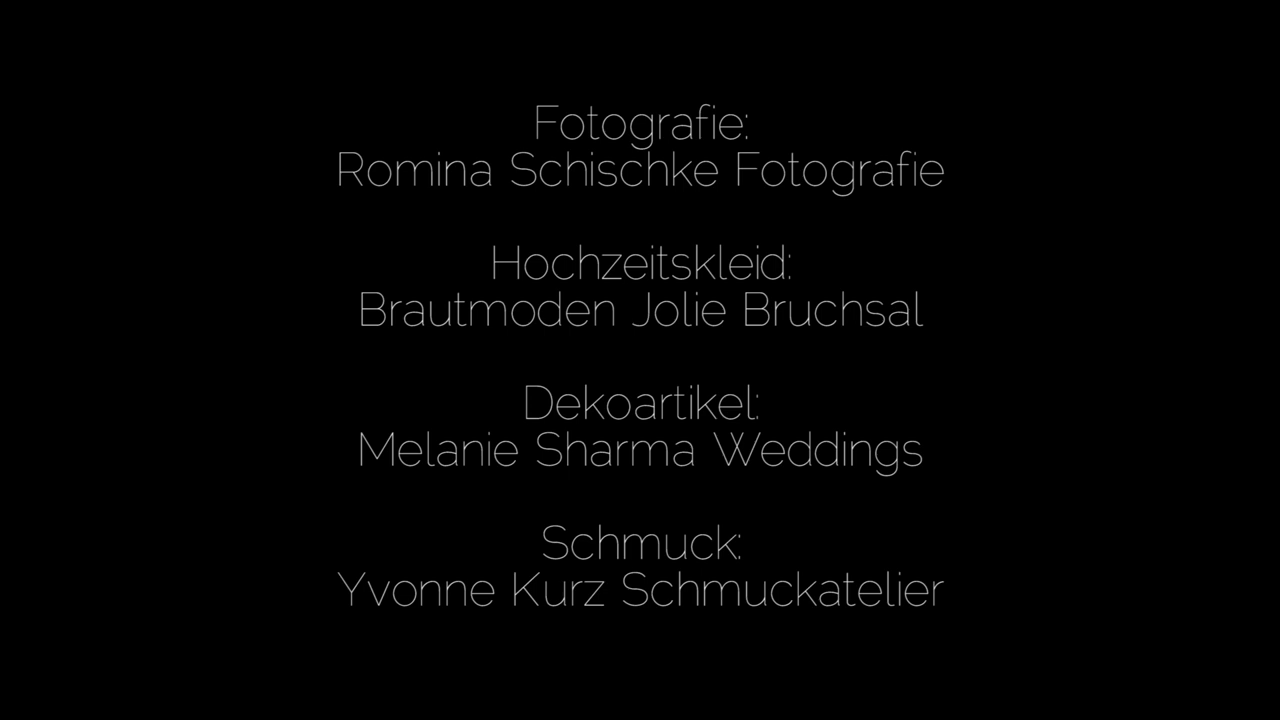 Fotografie:
Romina Schischke Fotografie
Hochzeitskleid:
Brautmoden Jolie Bruchsal
Dekoartikel:
Melanie Sharma Weddings
Schmuck:
Yvonne Kurz Schmuckatelier